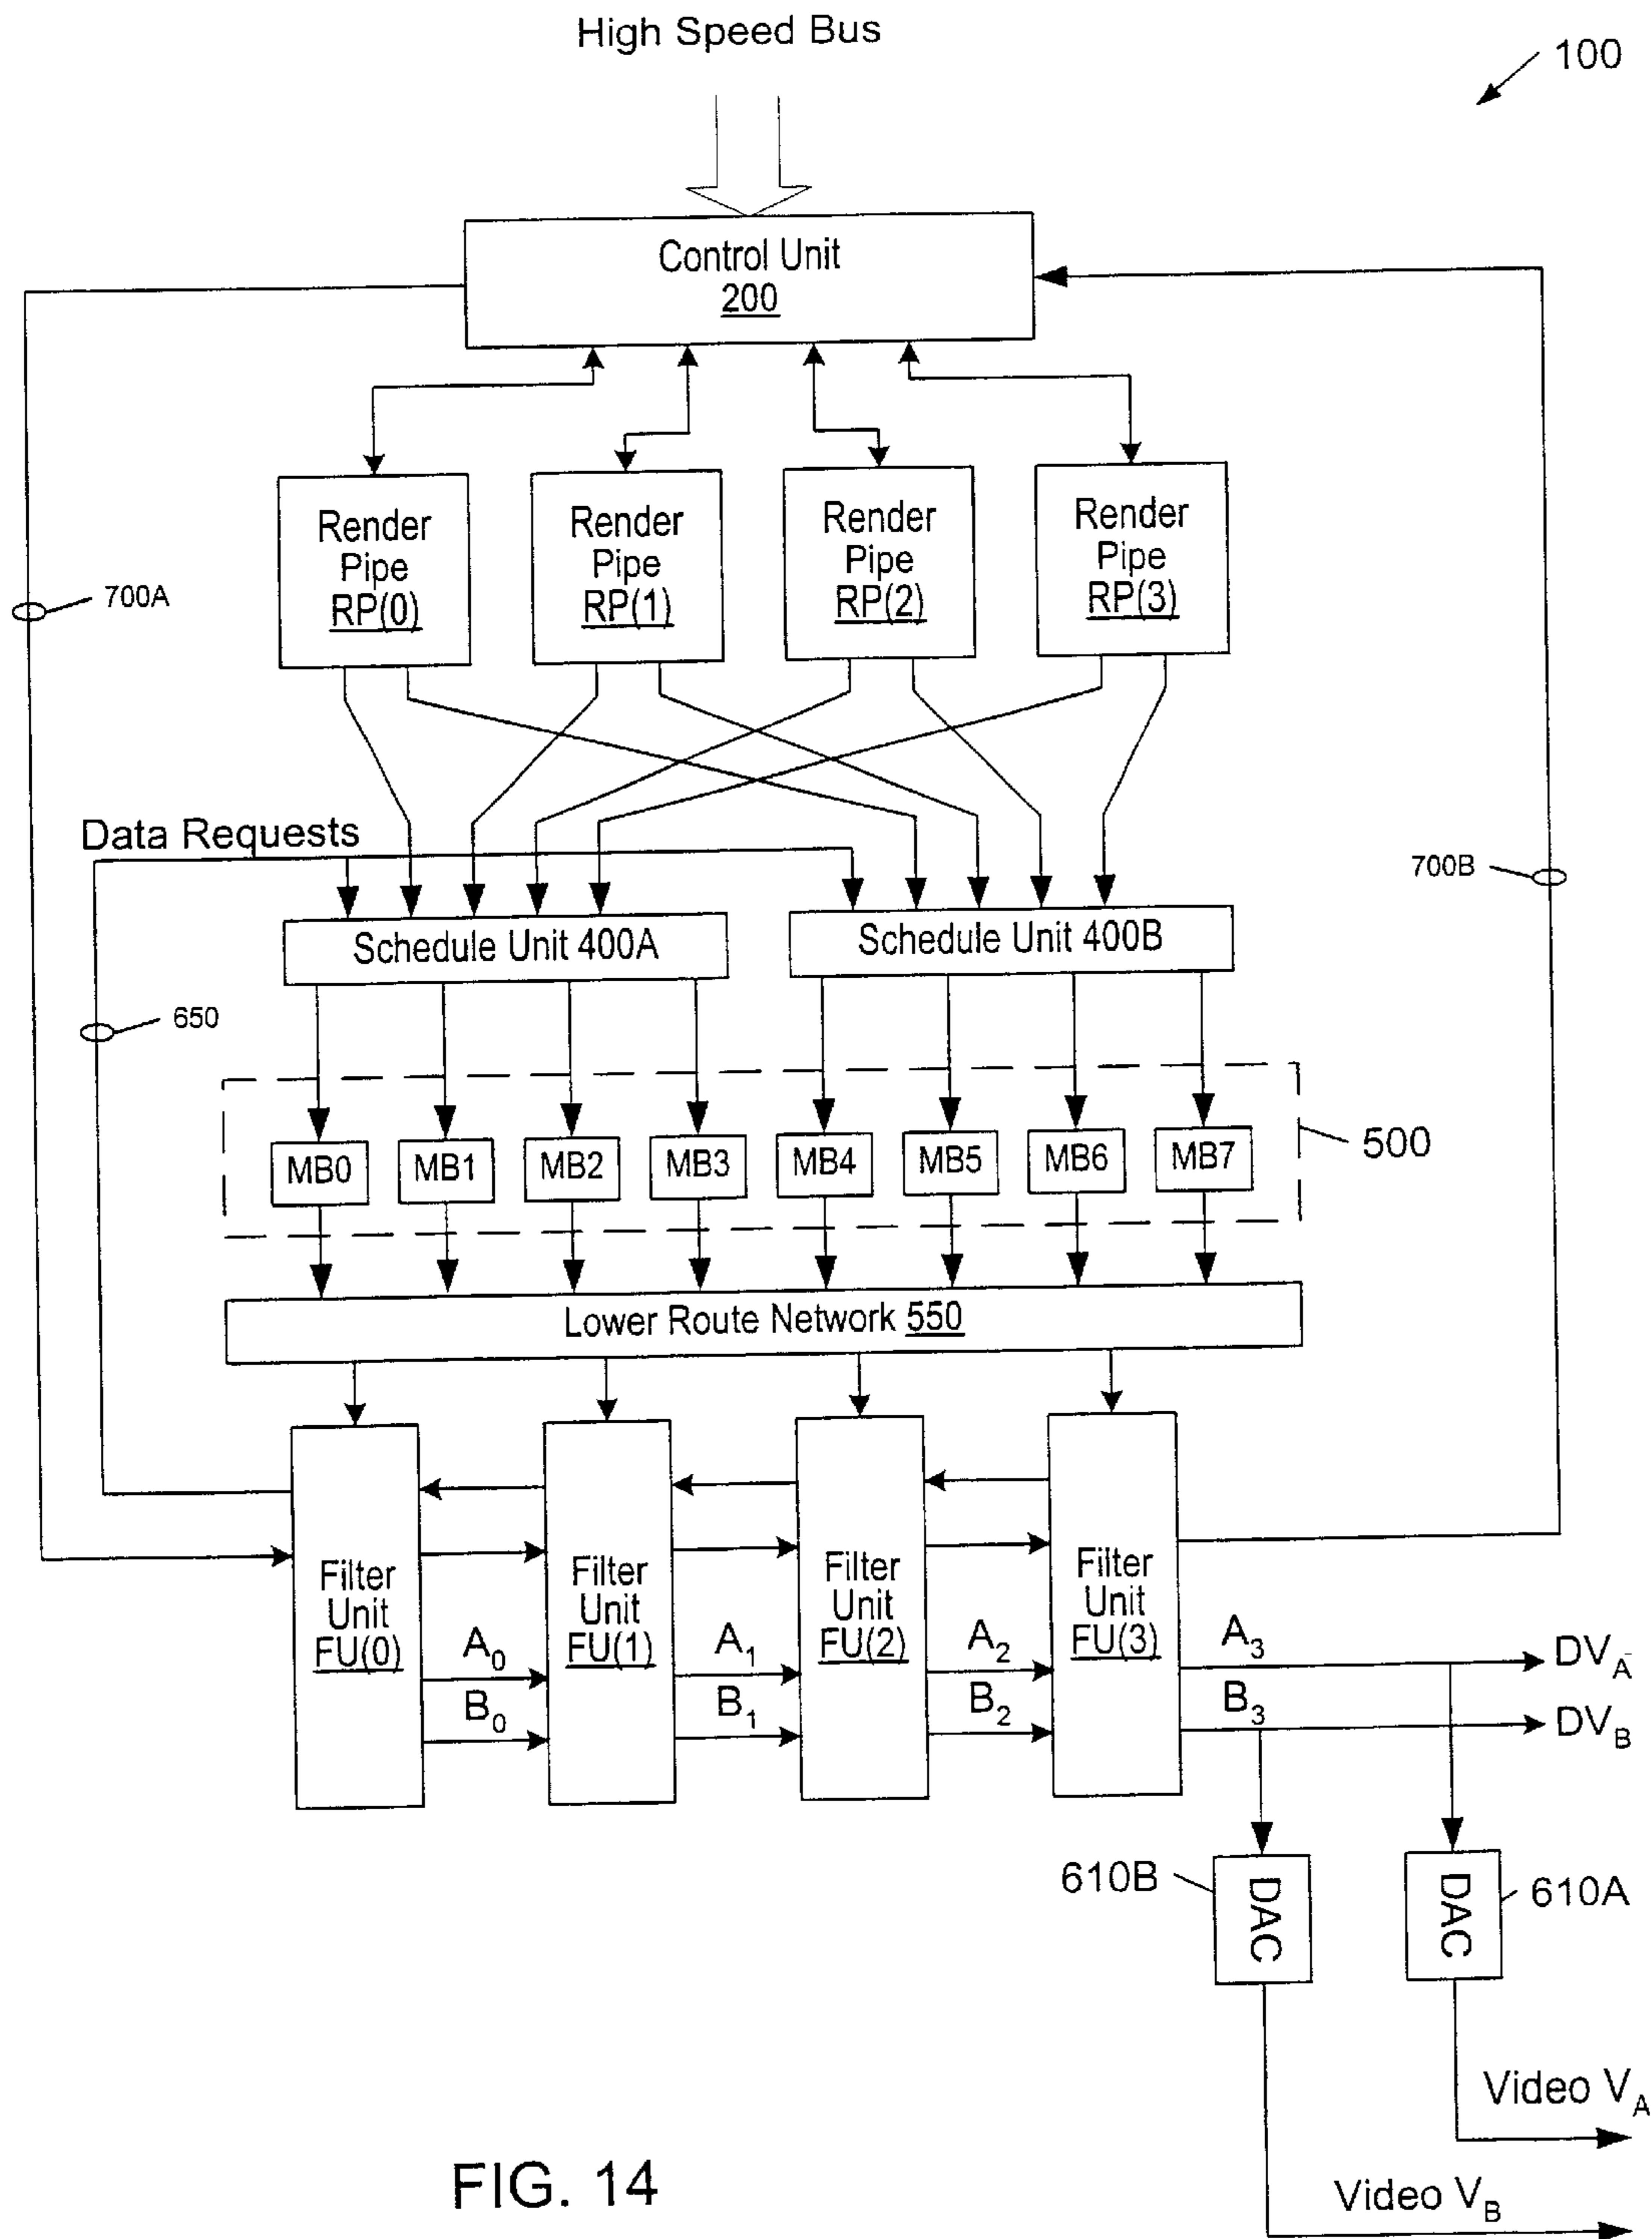 High Speed Bus
100
Control Unit
200
Render
Pipe
RP(0)
Render
Pipe
RP(1)
Render
Pipe
RP(2)
Render
Pipe
RP(3)
700A
Data Requests
700B
Schedule Unit 400A
Schedule Unit 400B
650
MB0
MB1
MB2
MB3
MB4
MB5
MB6
MB7
500
Lower Route Network 550
Filter
Unit
FU(0)
Filter
Unit
FU(1)
Filter
Unit
FU(2)
Filter
Unit
FU(3)
A0
B0
A1
B1
A2
B2
A3
B3
DVA
DVB
610B
DAC
DAC
610A
Video VA
Video VB
FIG. 14